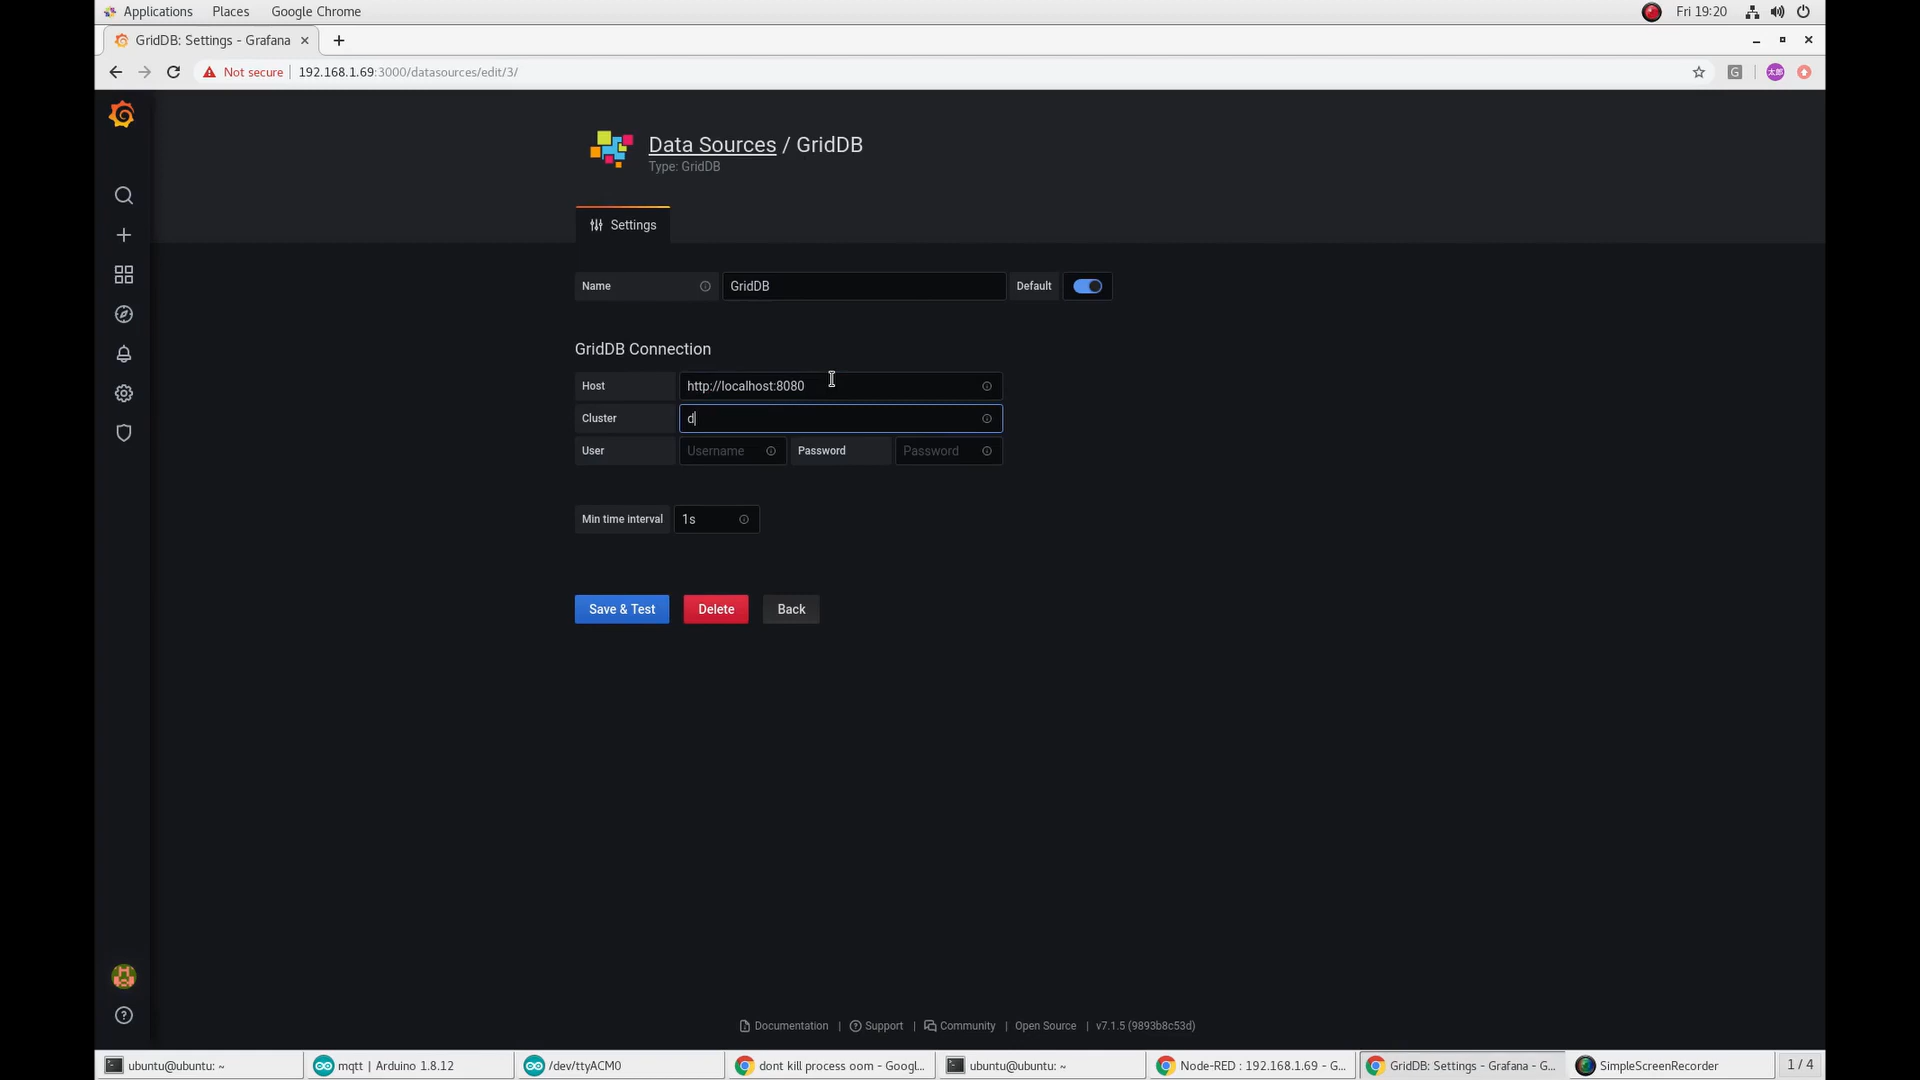 Applications Places Google Chrome Fri 19:20
GridDB: Settings - Grafana
Not secure 192.168.1.69:3000/datasources/edit/3/ G 太郎
Data Sources / GridDB
Type: GridDB
Settings
Name GridDB Default
GridDB Connection
Host http://localhost:8080
Cluster d
User Username Password Password
Min time interval 1s
Save & Test Delete Back
Documentation | Support | Community | Open Source | v7.1.5 (9893b8c53d)
ubuntu@ubuntu: ~ mqtt | Arduino 1.8.12 /dev/ttyACM0 dont kill process oom - Googl... ubuntu@ubuntu: ~ Node-RED : 192.168.1.69 - G... GridDB: Settings - Grafana - G... SimpleScreenRecorder 1 / 4